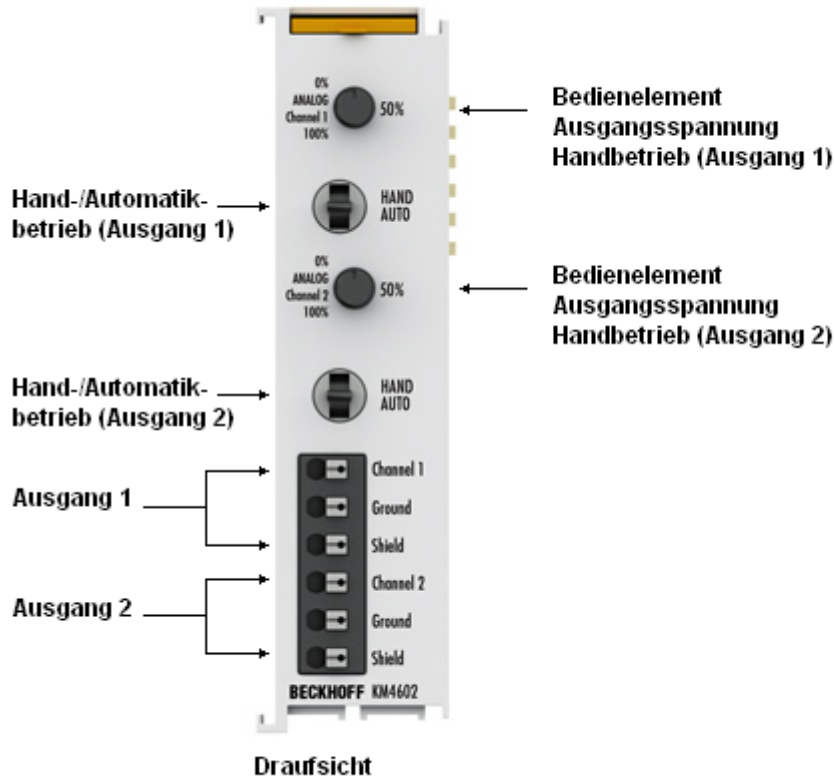 0%
ANALOG
Channel 1
100%
50%
Bedienelement
Ausgangsspannung
Handbetrieb (Ausgang 1)
Hand-/Automatik-
betrieb (Ausgang 1)
HAND
AUTO
0%
ANALOG
Channel 2
100%
50%
Bedienelement
Ausgangsspannung
Handbetrieb (Ausgang 2)
Hand-/Automatik-
betrieb (Ausgang 2)
HAND
AUTO
Ausgang 1
Channel 1
Ground
Shield
Ausgang 2
Channel 2
Ground
Shield
BECKHOFF KM4602
Draufsicht